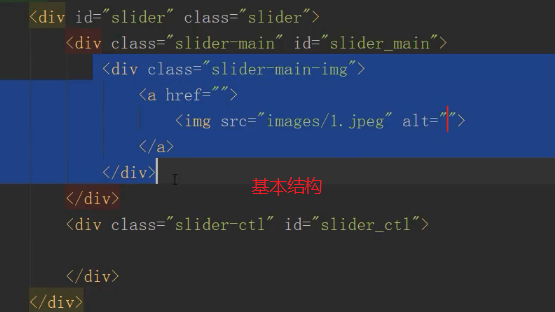 <div id="slider" class="slider">
<div class="slider-main" id="slider_main">
<div class="slider-main-img">
<a href="">
<img src="images/1.jpeg" alt="">
</a>
</div>
基本结构
</div>
<div class="slider-ctl" id="slider_ctl">
</div>
</div>